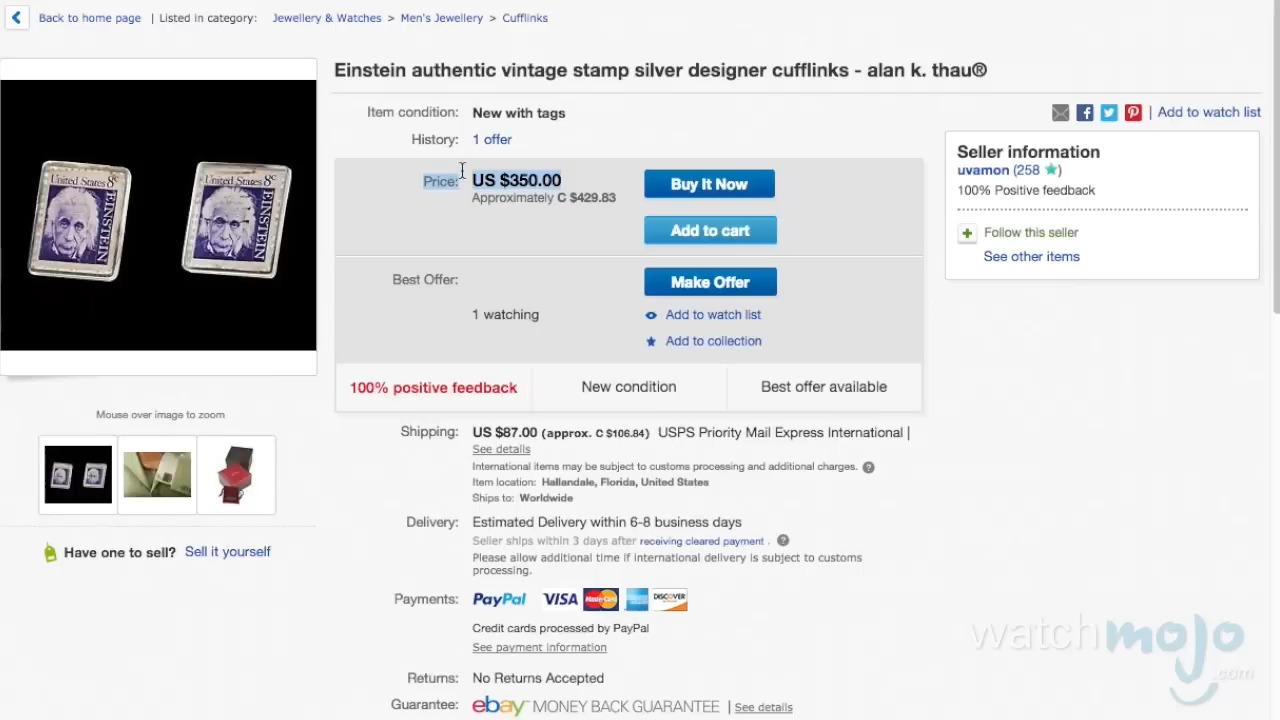 Back to home page | Listed in category: Jewellery & Watches > Men's Jewellery > Cufflinks
Einstein authentic vintage stamp silver designer cufflinks - alan k. thau®
Item condition: New with tags
History: 1 offer
Price: US $350.00
Approximately C $429.83
Buy It Now
Add to cart
Best Offer:
Make Offer
1 watching
Add to watch list
Add to collection
100% positive feedback
New condition
Best offer available
| Add to watch list
Seller information
uvamon (258 ★)
100% Positive feedback
Follow this seller
See other items
United States 8c
EINSTEIN
United States 8c
EINSTEIN
Mouse over image to zoom
Have one to sell? Sell it yourself
Shipping: US $87.00 (approx. C $106.84) USPS Priority Mail Express International |
See details
International items may be subject to customs processing and additional charges. ?
Item location: Hallandale, Florida, United States
Ships to: Worldwide
Delivery: Estimated Delivery within 6-8 business days
Seller ships within 3 days after receiving cleared payment . ?
Please allow additional time if international delivery is subject to customs
processing.
Payments: PayPal VISA MasterCard DISCOVER
Credit cards processed by PayPal
See payment information
Returns: No Returns Accepted
Guarantee: ebay MONEY BACK GUARANTEE | See details
watchmojo
.com